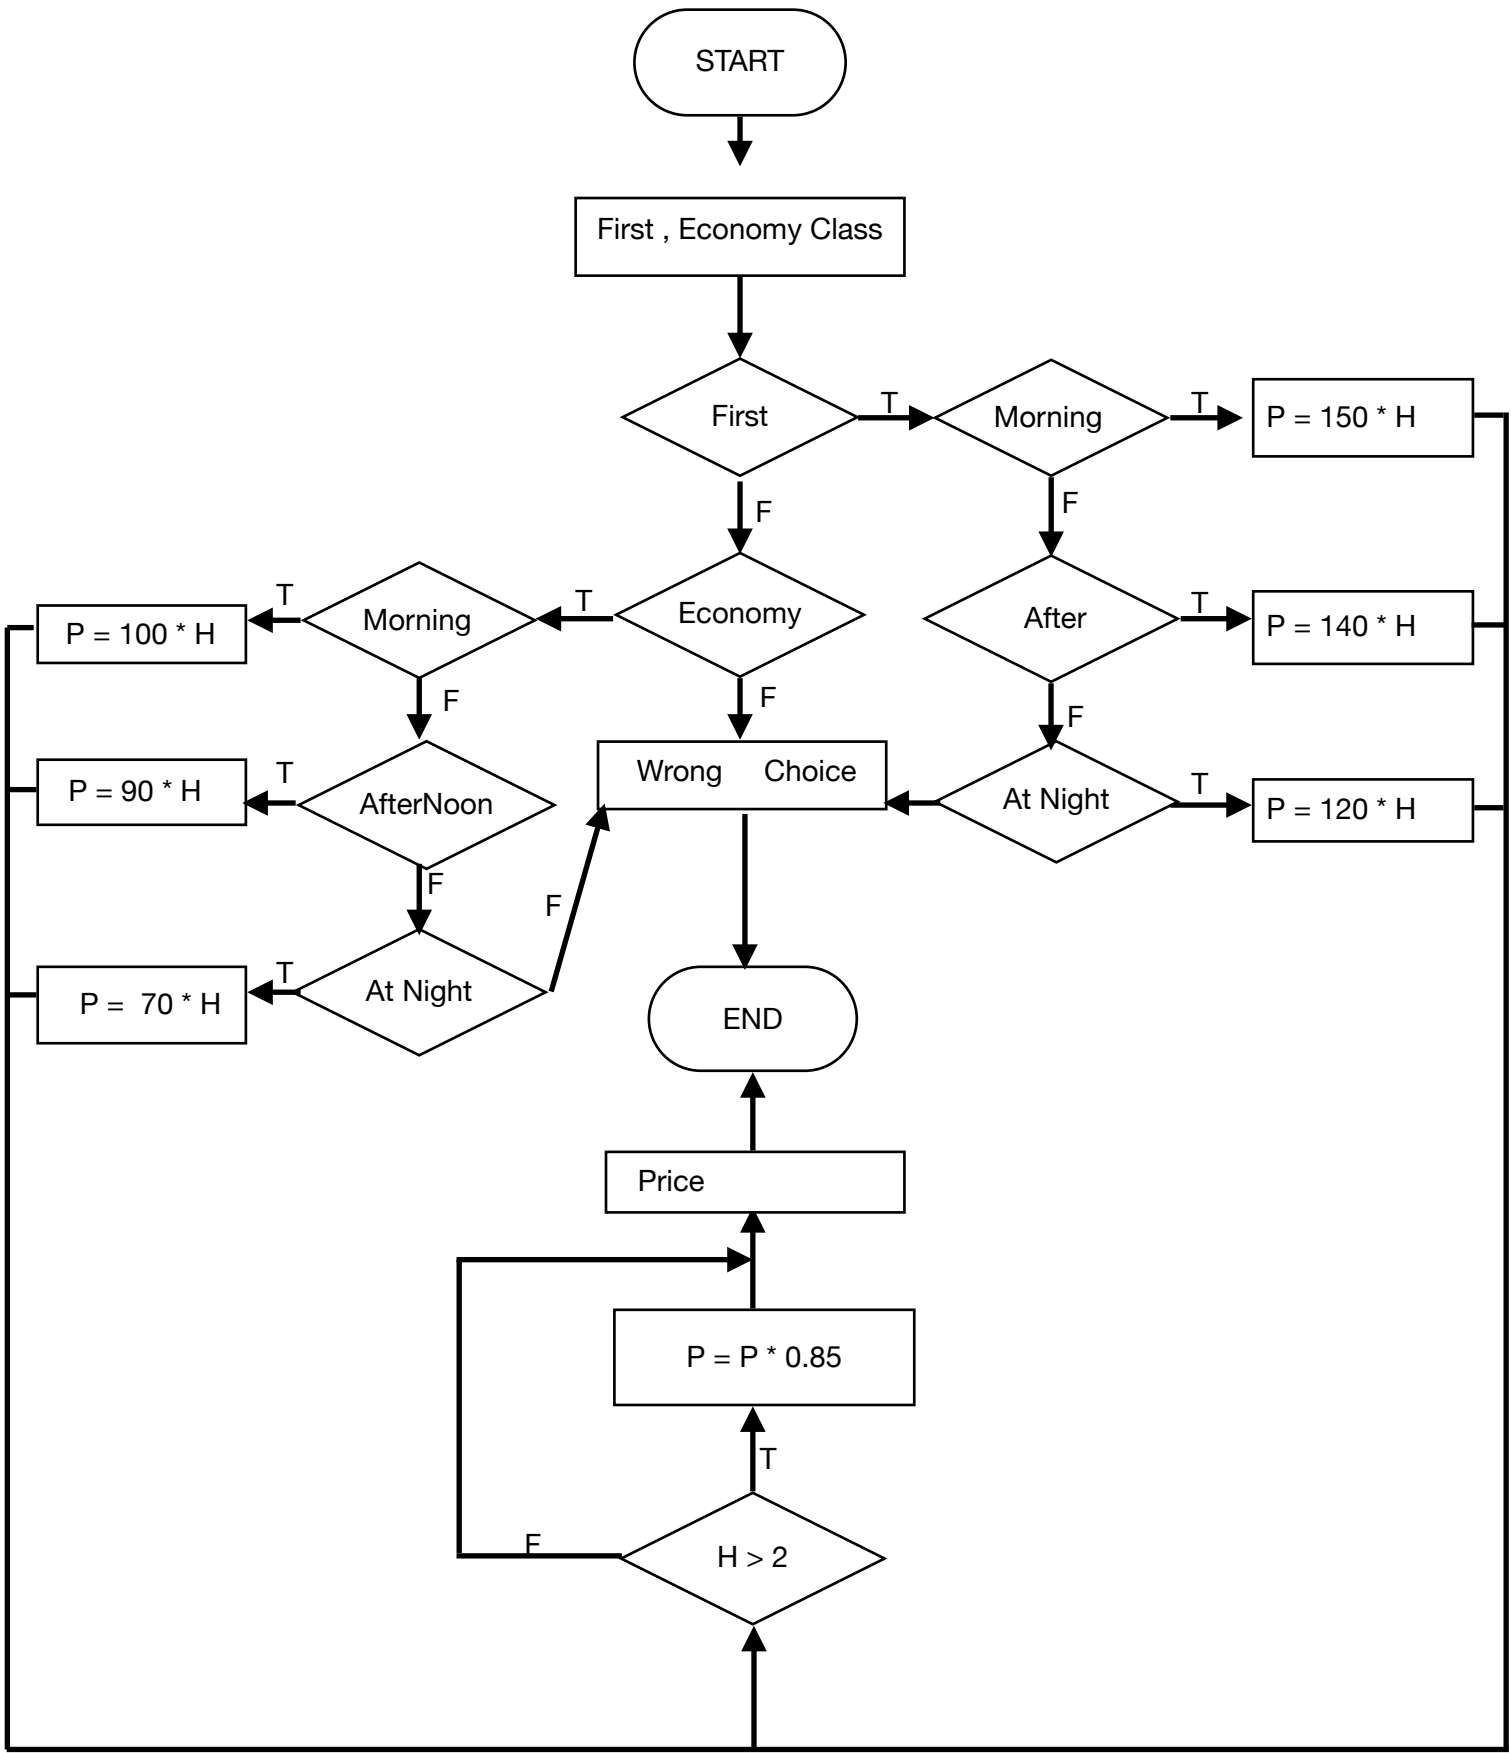 START
First , Economy Class
First
T
Morning
T
P = 150 * H
F
F
Economy
T
Morning
T
P = 100 * H
After
T
P = 140 * H
F
F
F
Wrong Choice
AfterNoon
T
P = 90 * H
At Night
T
P = 120 * H
F
F
At Night
T
P = 70 * H
END
Price
P = P * 0.85
T
H > 2
F